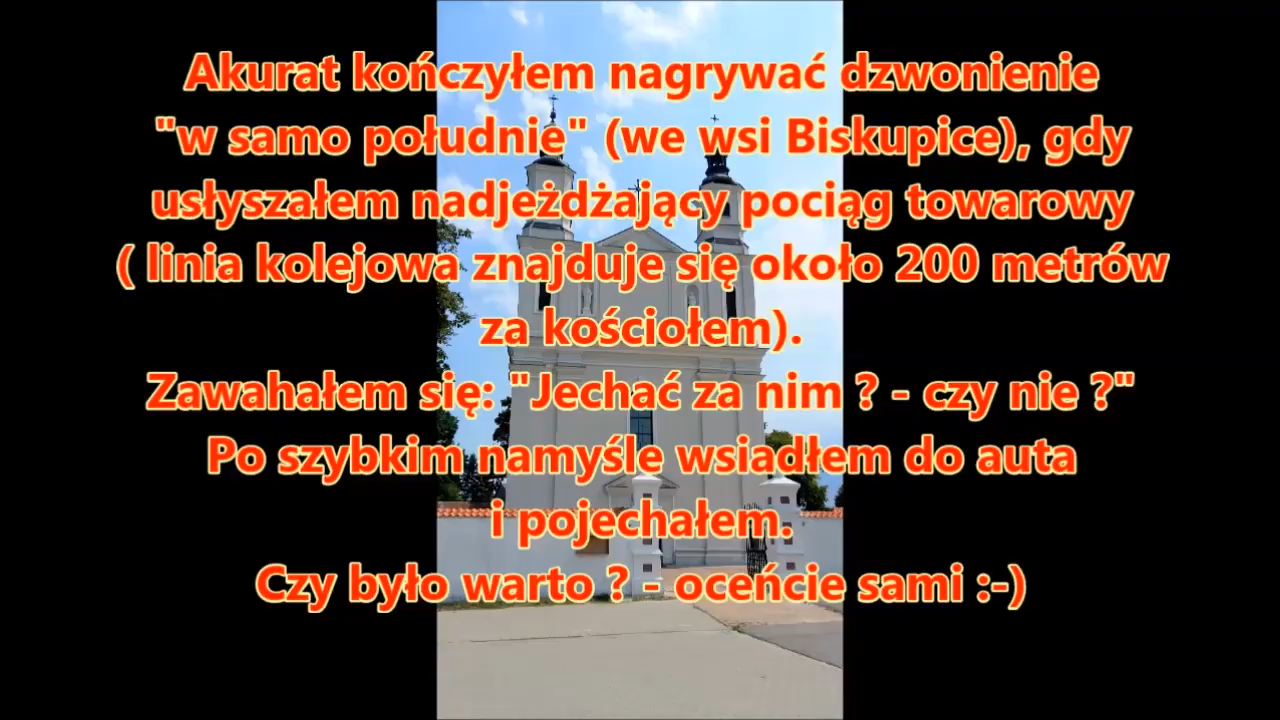 Akurat kończyłem nagrywać dzwonienie
"w samo południe" (we wsi Biskupice), gdy
usłyszałem nadjeżdżający pociąg towarowy
( linia kolejowa znajduje się około 200 metrów
za kościołem).
Zawahałem się: "Jechać za nim ? - czy nie ?"
Po szybkim namyśle wsiadłem do auta
i pojechałem.
Czy było warto ? - oceńcie sami :-)